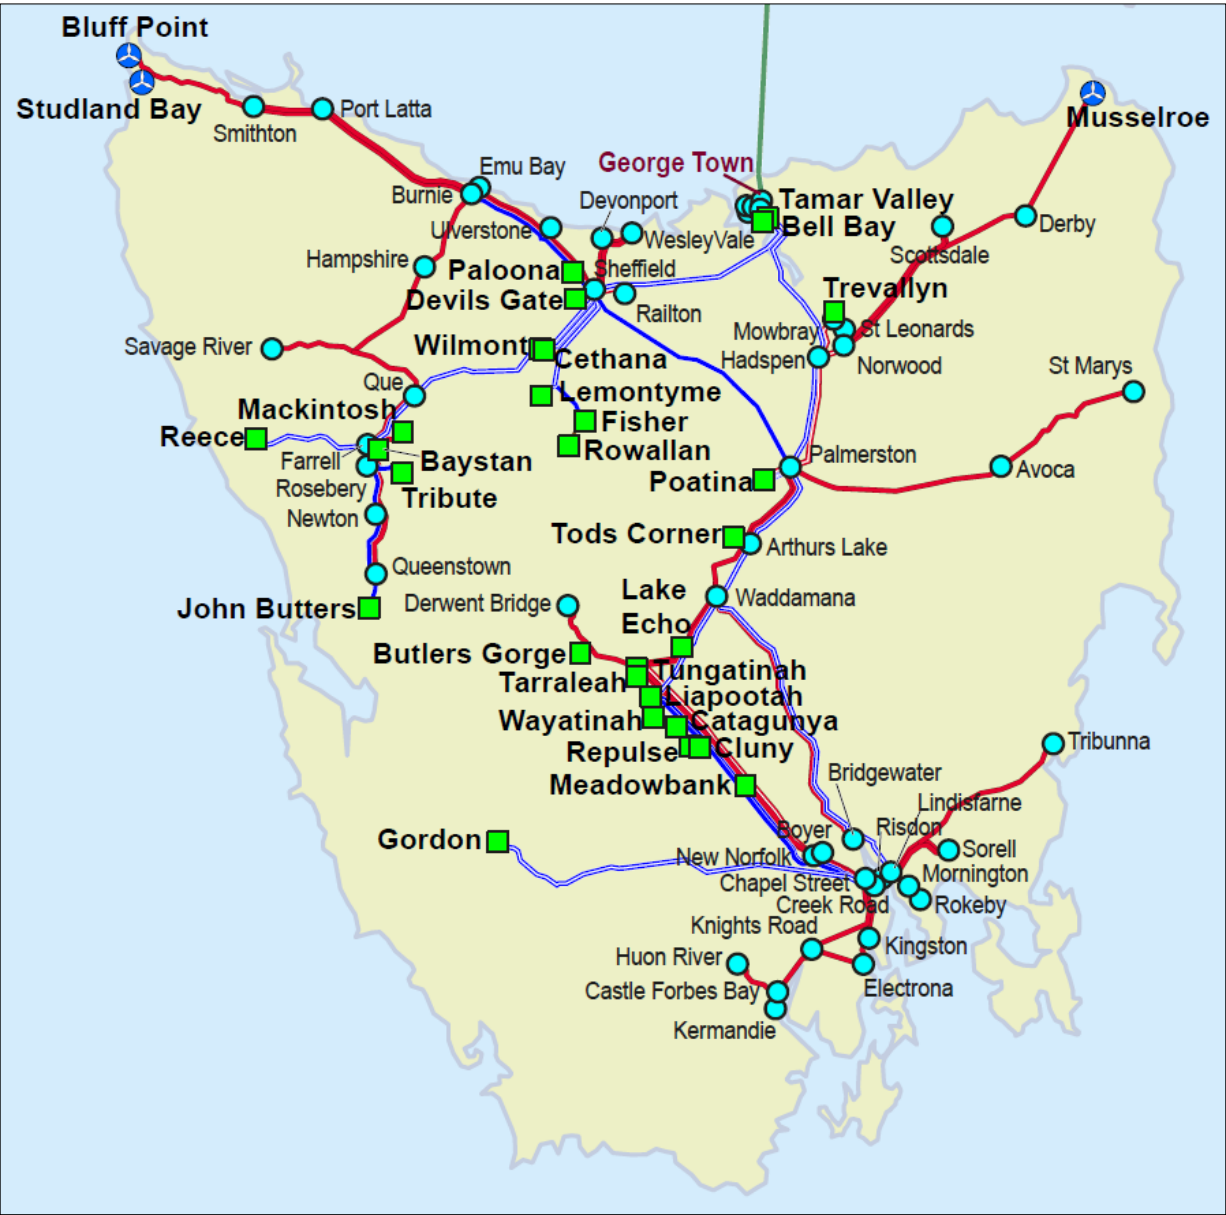 Bluff Point
Studland Bay
Smithton
Port Latta
Musselroe
Emu Bay
George Town
Burnie
Devonport
Tamar Valley
Bell Bay
Derby
Ulverstone
WesleyVale
Scottsdale
Hampshire
Paloona
Sheffield
Devils Gate
Railton
Trevallyn
Savage River
Wilmont
Cethana
Mowbray
St Leonards
Hadspen
Norwood
St Marys
Que
Lemontyme
Mackintosh
Fisher
Reece
Rowallan
Farrell
Baystan
Palmerston
Avoca
Rosebery
Tribute
Poatina
Newton
Tods Corner
Arthurs Lake
Queenstown
Lake
Echo
Waddamana
John Butters
Derwent Bridge
Butlers Gorge
Tungatinah
Tarraleah
Liapootah
Wayatinah
Catagunya
Repulse
Cluny
Tribunna
Meadowbank
Bridgewater
Lindisfarne
Boyer
Risdon
Gordon
New Norfolk
Sorell
Chapel Street
Mornington
Creek Road
Rokeby
Knights Road
Kingston
Huon River
Castle Forbes Bay
Electrona
Kermandie